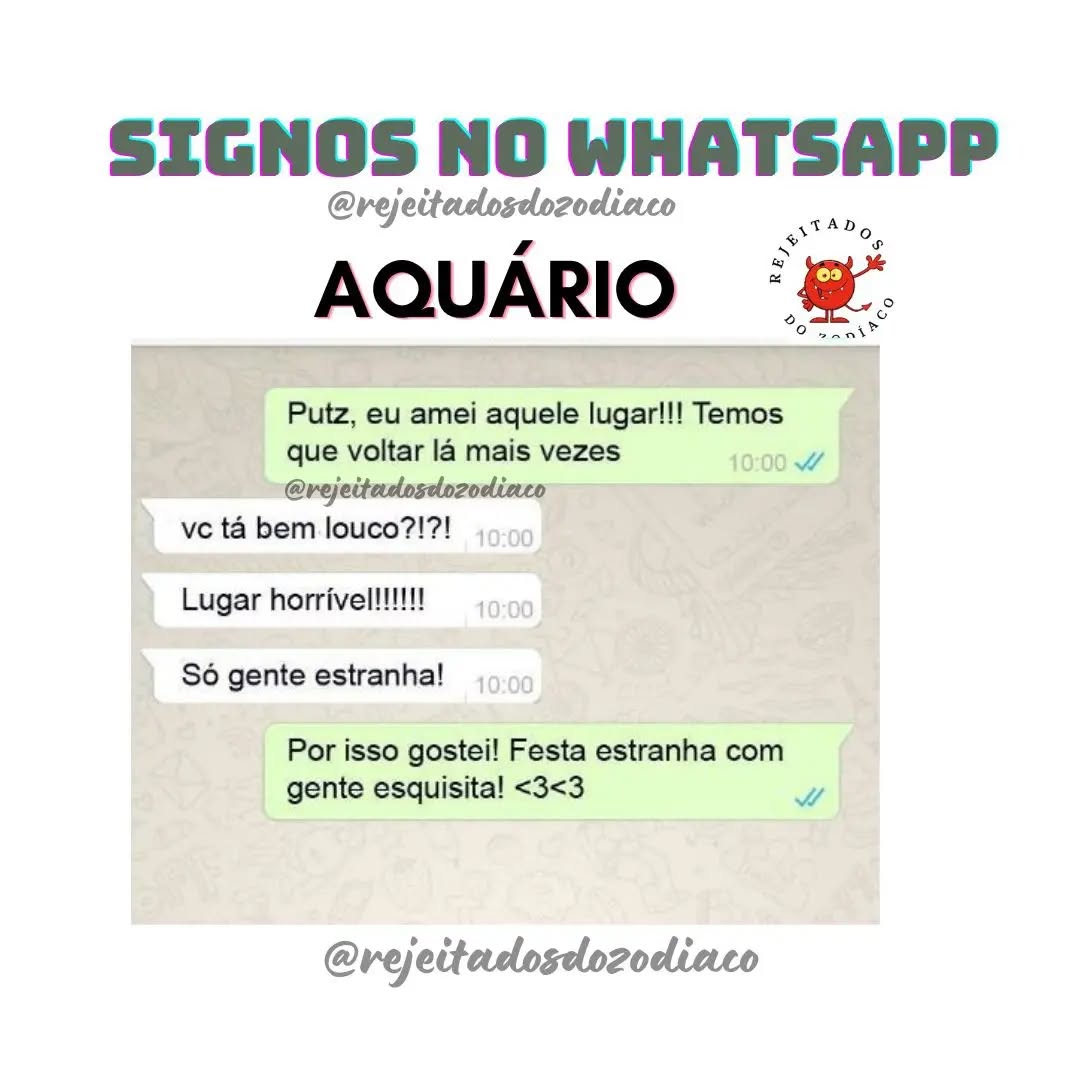 SIGNOS NO WHATSAPP
@rejeitadosdozodiaco
AQUÁRIO
REJEITADOS
DO ZODÍACO
Putz, eu amei aquele lugar!!! Temos
que voltar lá mais vezes
10:00
@rejeitadosdozodiaco
vc tá bem louco?!?! 10:00
Lugar horrível!!!!!! 10:00
Só gente estranha! 10:00
Por isso gostei! Festa estranha com
gente esquisita! <3<3
@rejeitadosdozodiaco